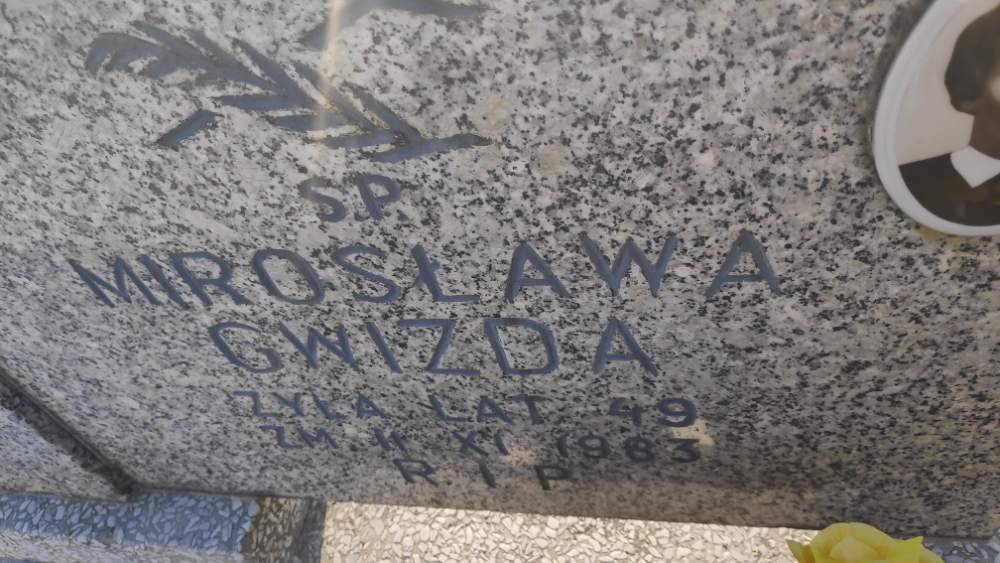 S.P.
MIROSŁAWA
GWIZDA
ŻYŁA LAT 49
ZM 11 XI 1983
R I P